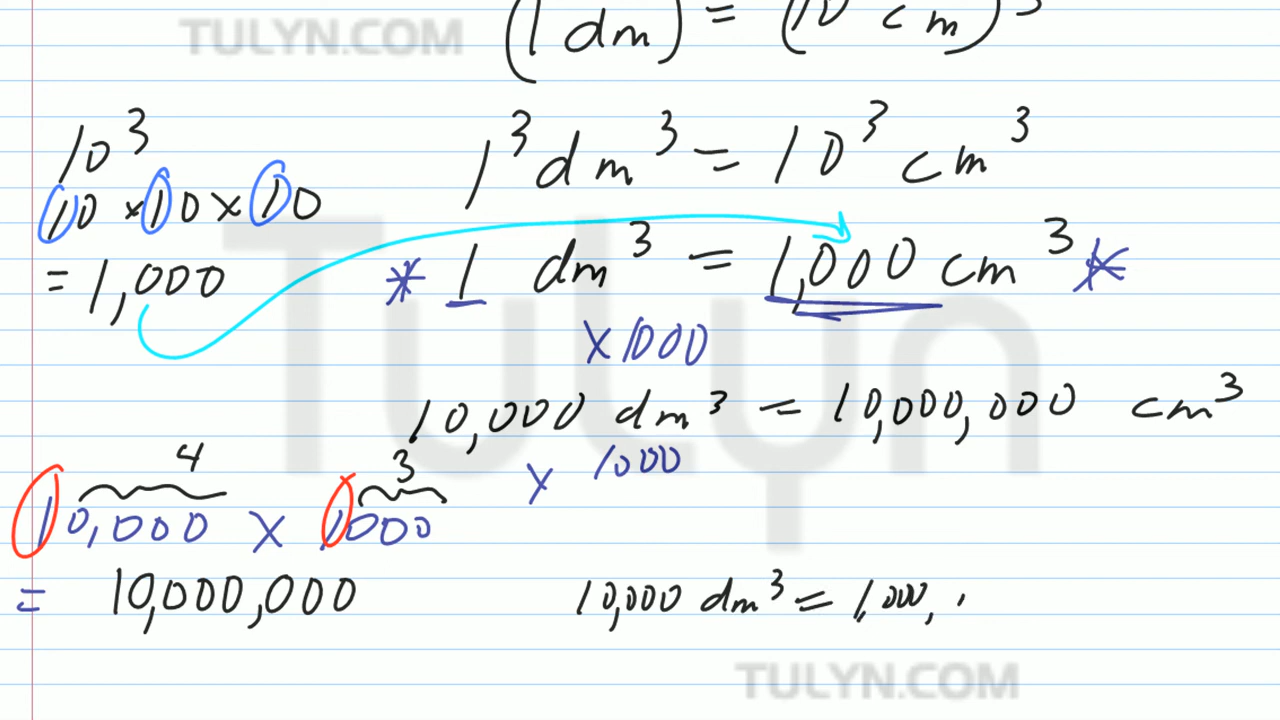 TULYN.COM
(1 dm) = (10 cm)³
10³
1³ dm³ = 10³ cm³
10 × 10 × 10
= 1,000
* 1 dm³ = 1,000 cm³ *
× 1000
10,000 dm³ = 10,000,000 cm³
× 1000
4 3
10,000 × 1000
= 10,000,000
10,000 dm³ = 1,000,
Tulyn
TULYN.COM